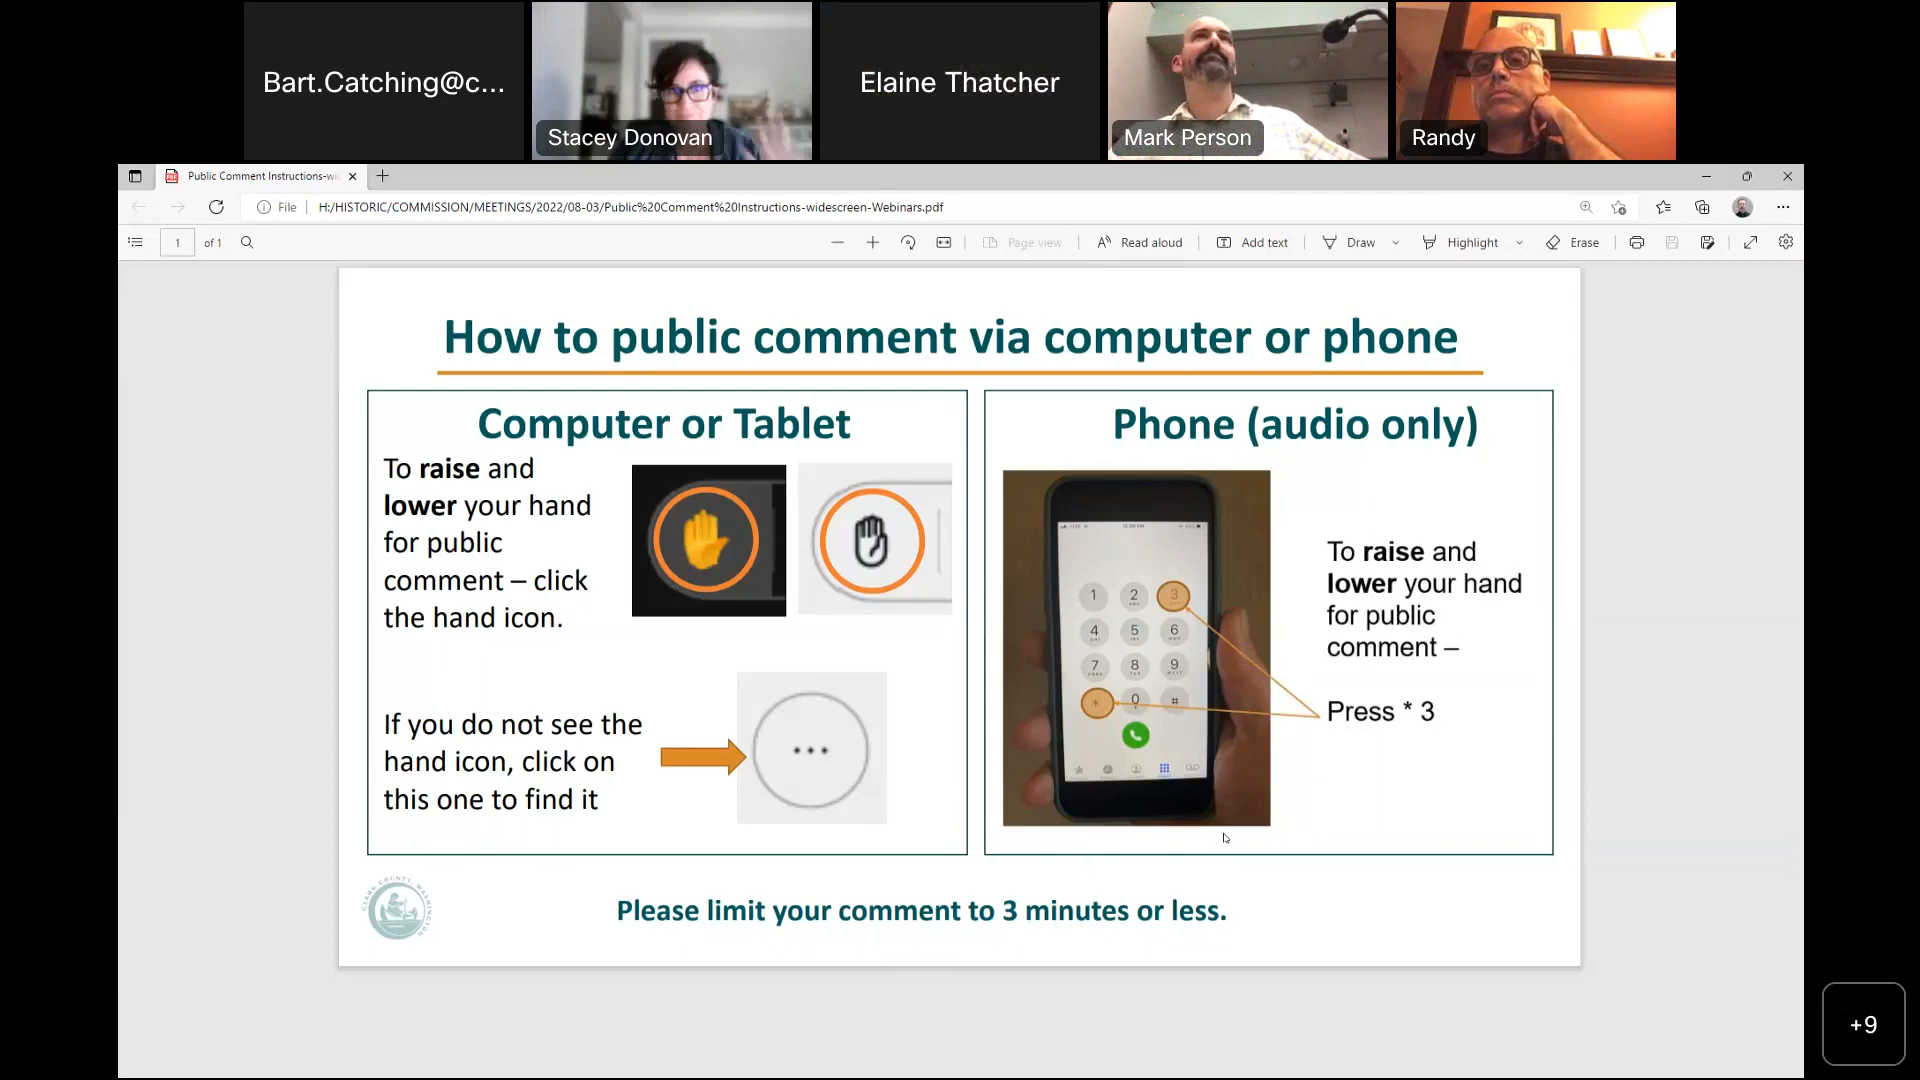 Bart.Catching@c...
Stacey Donovan
Elaine Thatcher
Mark Person
Randy
Public Comment Instructions-wi
File
H:/HISTORIC/COMMISSION/MEETINGS/2022/08-03/Public%20Comment%20Instructions-widescreen-Webinars.pdf
1 of 1
Page view
Read aloud
Add text
Draw
Highlight
Erase
How to public comment via computer or phone
Computer or Tablet
To raise and
lower your hand
for public
comment – click
the hand icon.
If you do not see the
hand icon, click on
this one to find it
Phone (audio only)
1 2 3
4 5 6
7 8 9
* 0 #
To raise and
lower your hand
for public
comment –
Press * 3
CLARK COUNTY, WASHINGTON
Please limit your comment to 3 minutes or less.
+9